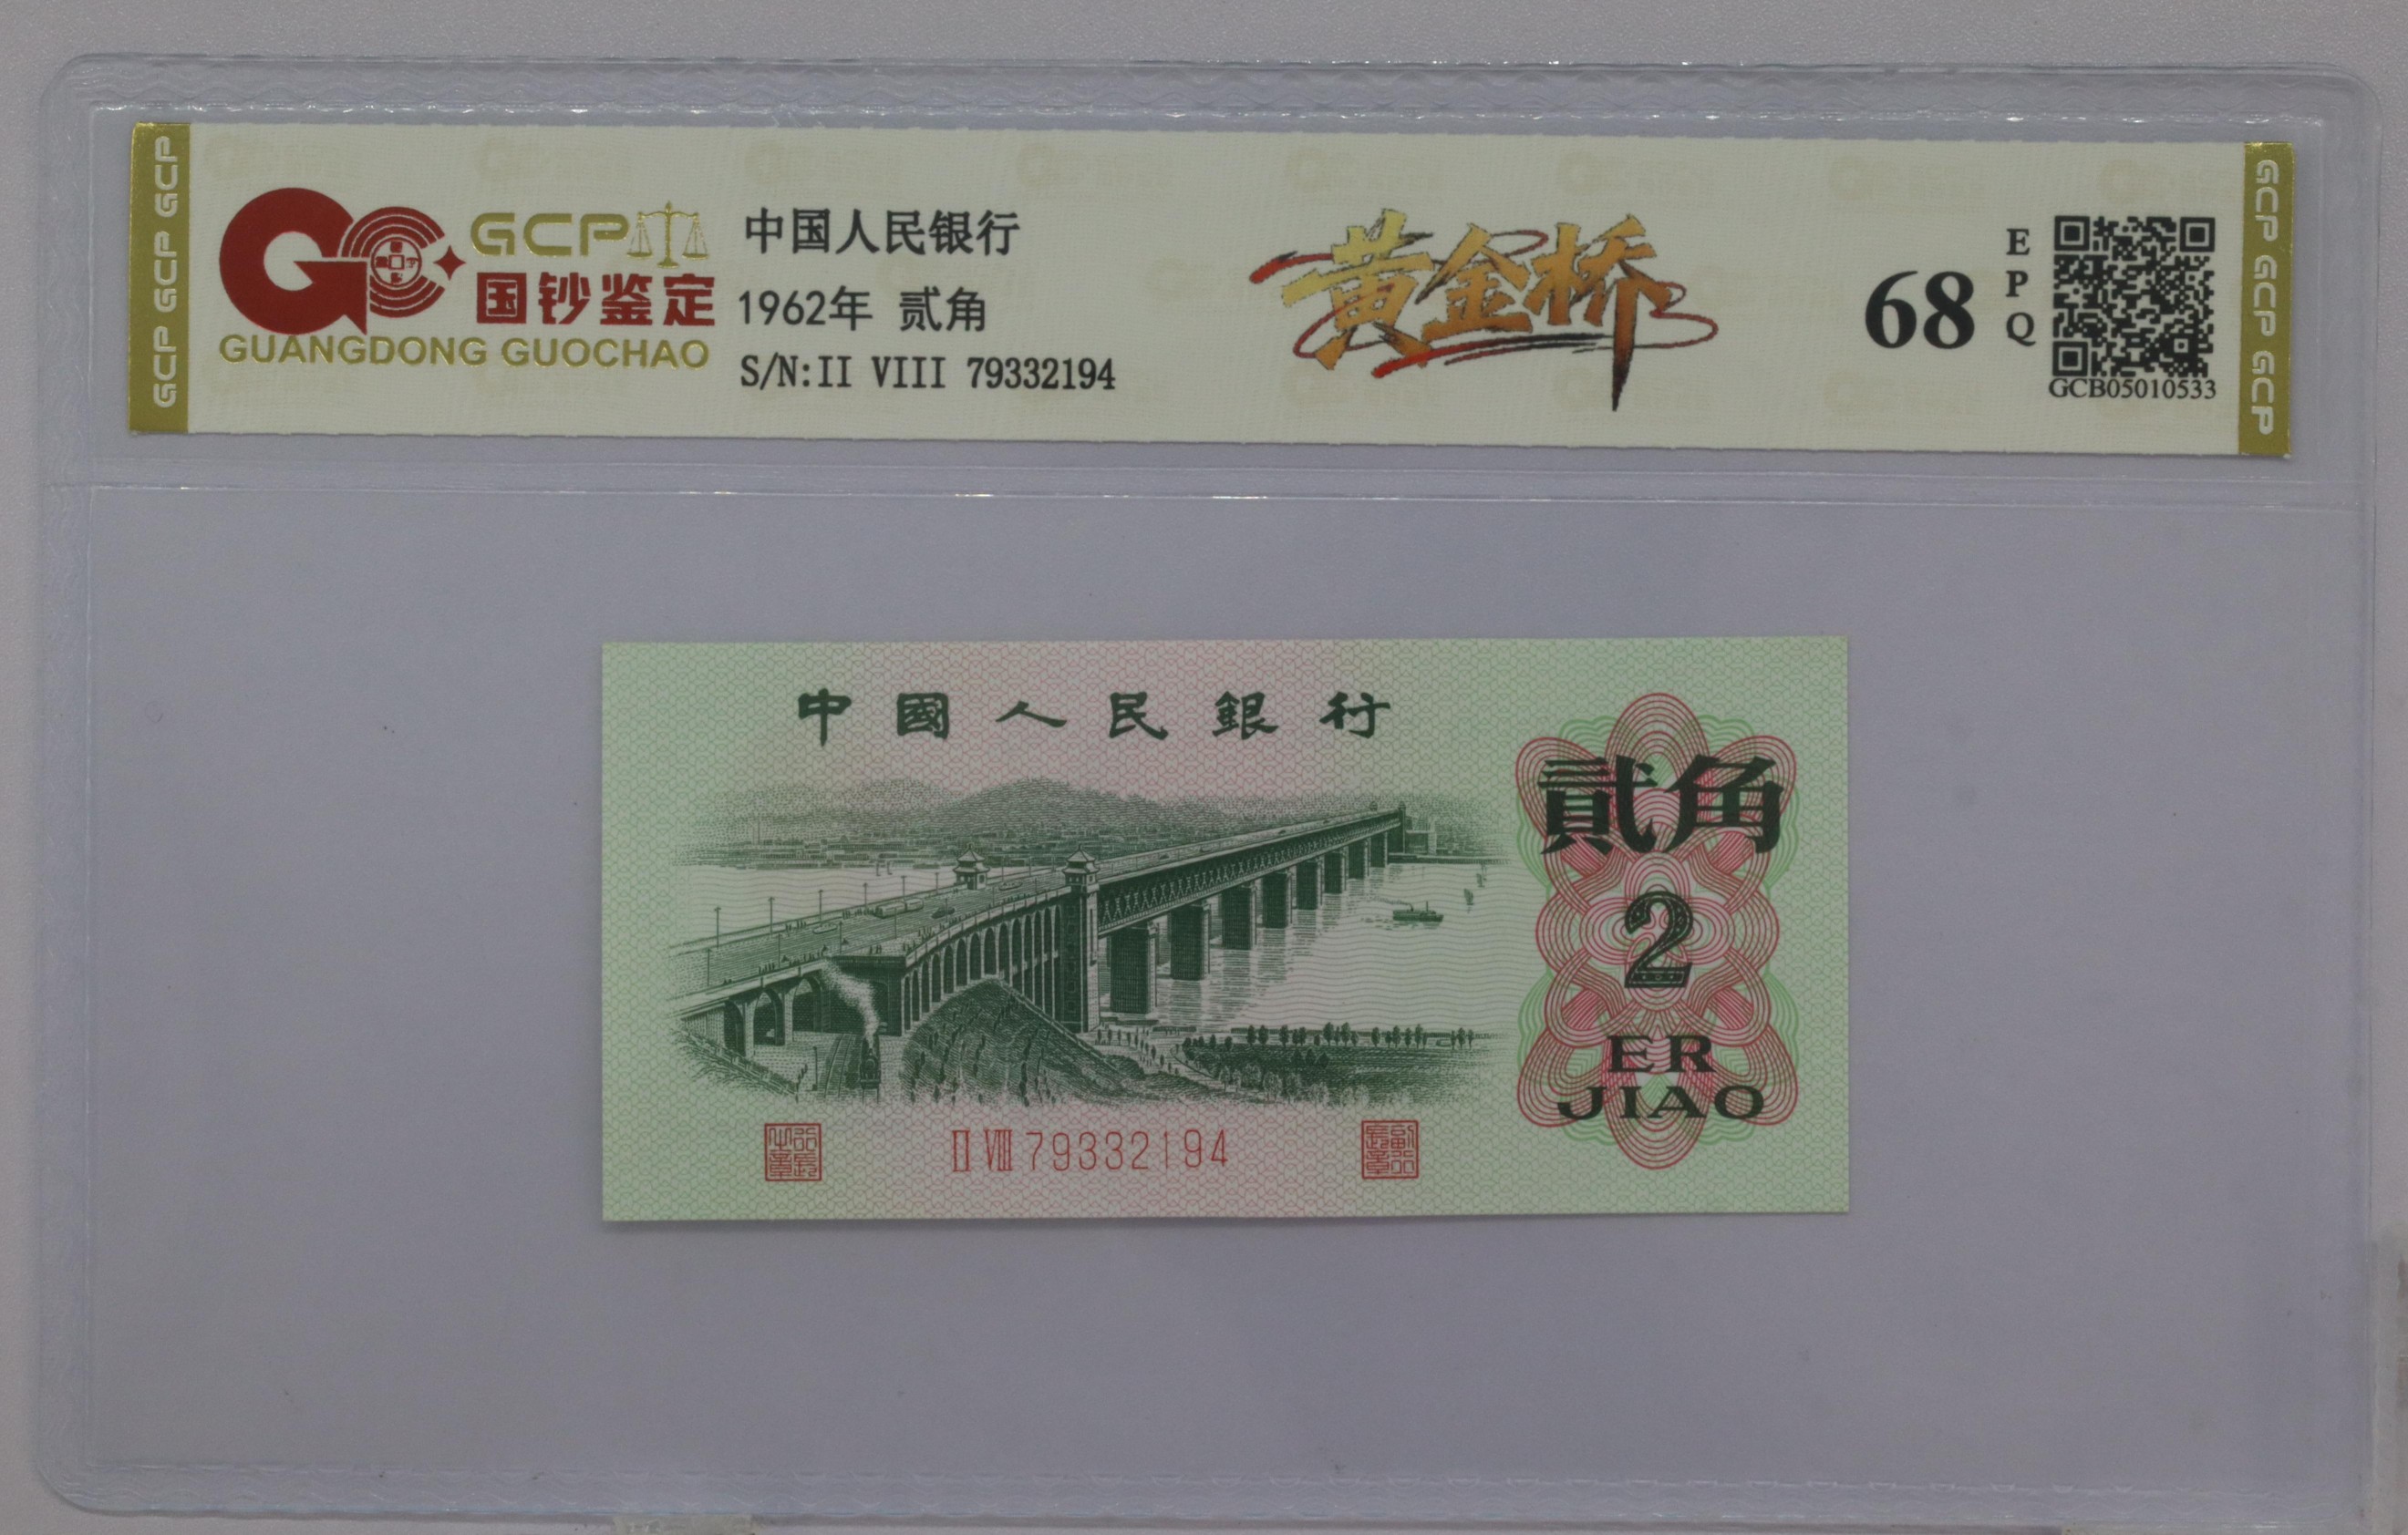 GCP GCP GCP
GCP
国钞鉴定
GUANGDONG GUOCHAO
中国人民银行
1962年 贰角
S/N:II VIII 79332194
黄金桥
68
EPQ
GCB05010533
GCP GCP GCP
中國人民銀行
貳角
2
ER
JIAO
II VIII 79332194